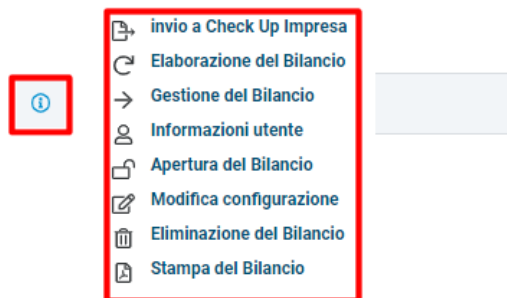 invio a Check Up Impresa
Elaborazione del Bilancio
Gestione del Bilancio
Informazioni utente
Apertura del Bilancio
Modifica configurazione
Eliminazione del Bilancio
Stampa del Bilancio